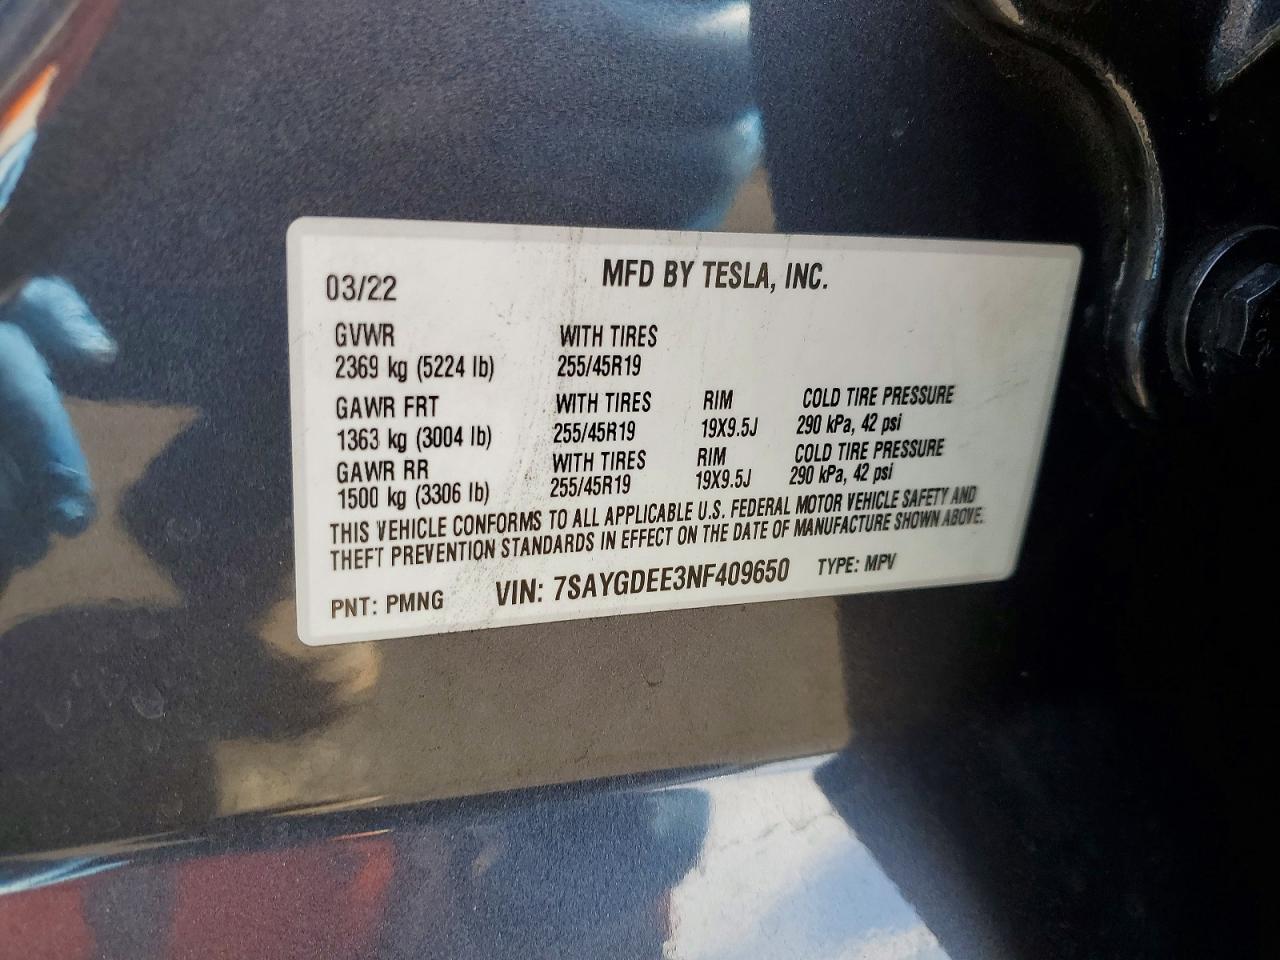 03/22 MFD BY TESLA, INC.
GVWR WITH TIRES
2369 kg (5224 lb) 255/45R19
GAWR FRT WITH TIRES RIM COLD TIRE PRESSURE
1363 kg (3004 lb) 255/45R19 19X9.5J 290 kPa, 42 psi
GAWR RR WITH TIRES RIM COLD TIRE PRESSURE
1500 kg (3306 lb) 255/45R19 19X9.5J 290 kPa, 42 psi
THIS VEHICLE CONFORMS TO ALL APPLICABLE U.S. FEDERAL MOTOR VEHICLE SAFETY AND
THEFT PREVENTION STANDARDS IN EFFECT ON THE DATE OF MANUFACTURE SHOWN ABOVE.
PNT: PMNG VIN: 7SAYGDEE3NF409650 TYPE: MPV